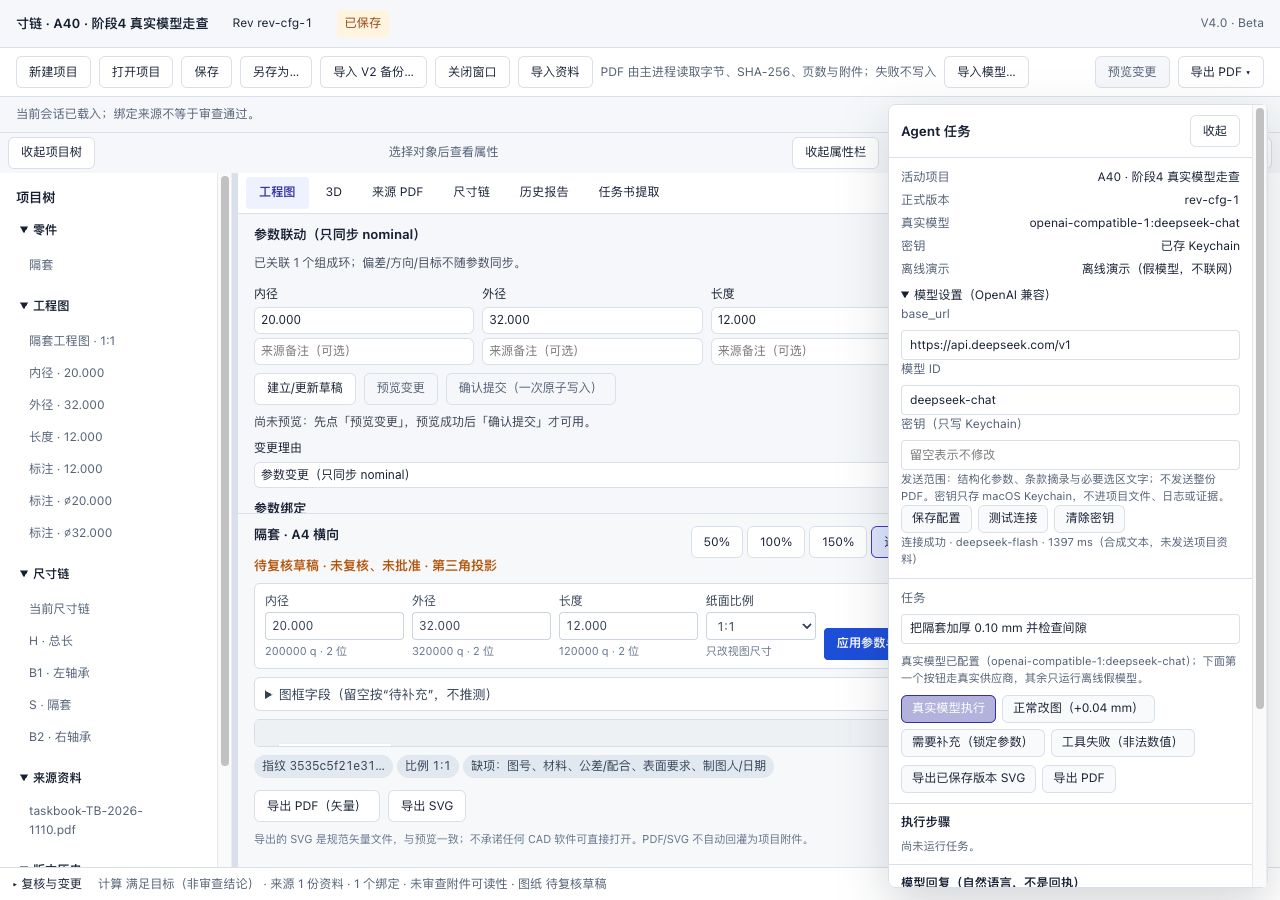 寸链 · A40 · 阶段4 真实模型走查 Rev rev-cfg-1 已保存 V4.0 · Beta
新建项目 打开项目 保存 另存为… 导入 V2 备份… 关闭窗口 导入资料 PDF 由主进程读取字节、SHA-256、页数与附件；失败不写入 导入模型… 预览变更 导出 PDF ▾
当前会话已载入；绑定来源不等于审查通过。
收起项目树 选择对象后查看属性 收起属性栏
项目树
▼ 零件
隔套
▼ 工程图
隔套工程图 · 1:1
内径 · 20.000
外径 · 32.000
长度 · 12.000
标注 · 12.000
标注 · ⌀20.000
标注 · ⌀32.000
▼ 尺寸链
当前尺寸链
H · 总长
B1 · 左轴承
S · 隔套
B2 · 右轴承
▼ 来源资料
taskbook-TB-2026-
1110.pdf
工程图 3D 来源 PDF 尺寸链 历史报告 任务书提取
参数联动（只同步 nominal）
已关联 1 个组成环；偏差/方向/目标不随参数同步。
内径 外径 长度
20.000 32.000 12.000
来源备注（可选） 来源备注（可选） 来源备注（可选）
建立/更新草稿 预览变更 确认提交（一次原子写入）
尚未预览：先点「预览变更」，预览成功后「确认提交」才可用。
变更理由
参数变更（只同步 nominal）
参数绑定
隔套 · A4 横向 50% 100% 150%
待复核草稿 · 未复核、未批准 · 第三角投影
内径 外径 长度 纸面比例
20.000 32.000 12.000 1:1
200000 q · 2 位 320000 q · 2 位 120000 q · 2 位 只改视图尺寸 应用参数
▶ 图框字段（留空按“待补充”，不推测）
指纹 3535c5f21e31… 比例 1:1 缺项：图号、材料、公差/配合、表面要求、制图人/日期
导出 PDF（矢量） 导出 SVG
导出的 SVG 是规范矢量文件，与预览一致；不承诺任何 CAD 软件可直接打开。PDF/SVG 不自动回灌为项目附件。
Agent 任务 收起
活动项目 A40 · 阶段4 真实模型走查
正式版本 rev-cfg-1
真实模型 openai-compatible-1:deepseek-chat
密钥 已存 Keychain
离线演示 离线演示（假模型，不联网）
▼ 模型设置（OpenAI 兼容）
base_url
https://api.deepseek.com/v1
模型 ID
deepseek-chat
密钥（只写 Keychain）
留空表示不修改
发送范围：结构化参数、条款摘录与必要选区文字；不发送整份
PDF。密钥只存 macOS Keychain，不进项目文件、日志或证据。
保存配置 测试连接 清除密钥
连接成功 · deepseek-flash · 1397 ms（合成文本，未发送项目资
料）
任务
把隔套加厚 0.10 mm 并检查间隙
真实模型已配置（openai-compatible-1:deepseek-chat）；下面第
一个按钮走真实供应商，其余只运行离线假模型。
真实模型执行 正常改图（+0.04 mm）
需要补充（锁定参数） 工具失败（非法数值）
导出已保存版本 SVG 导出 PDF
执行步骤
尚未运行任务。
模型回复（自然语言，不是回执）
▸ 复核与变更 计算 满足目标（非审查结论） · 来源 1 份资料 · 1 个绑定 · 未审查附件可读性 · 图纸 待复核草稿